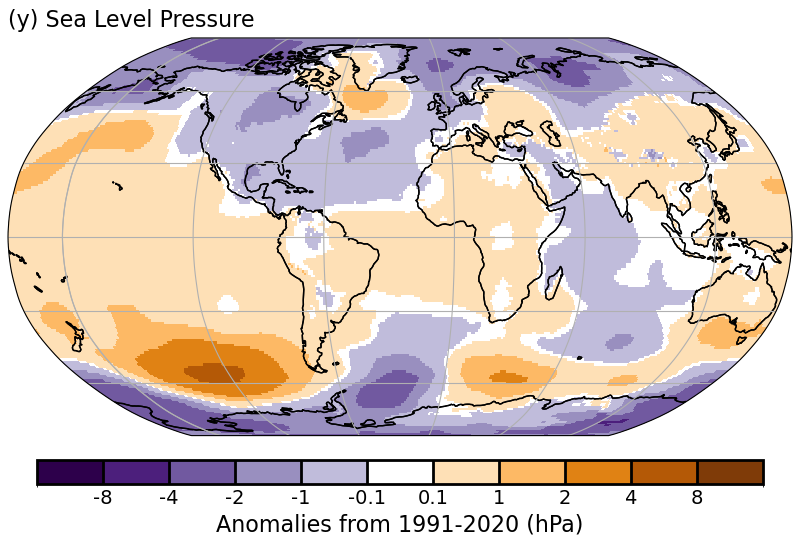 (y) Sea Level Pressure
-8 -4 -2 -1 -0.1 0.1 1 2 4 8
Anomalies from 1991-2020 (hPa)